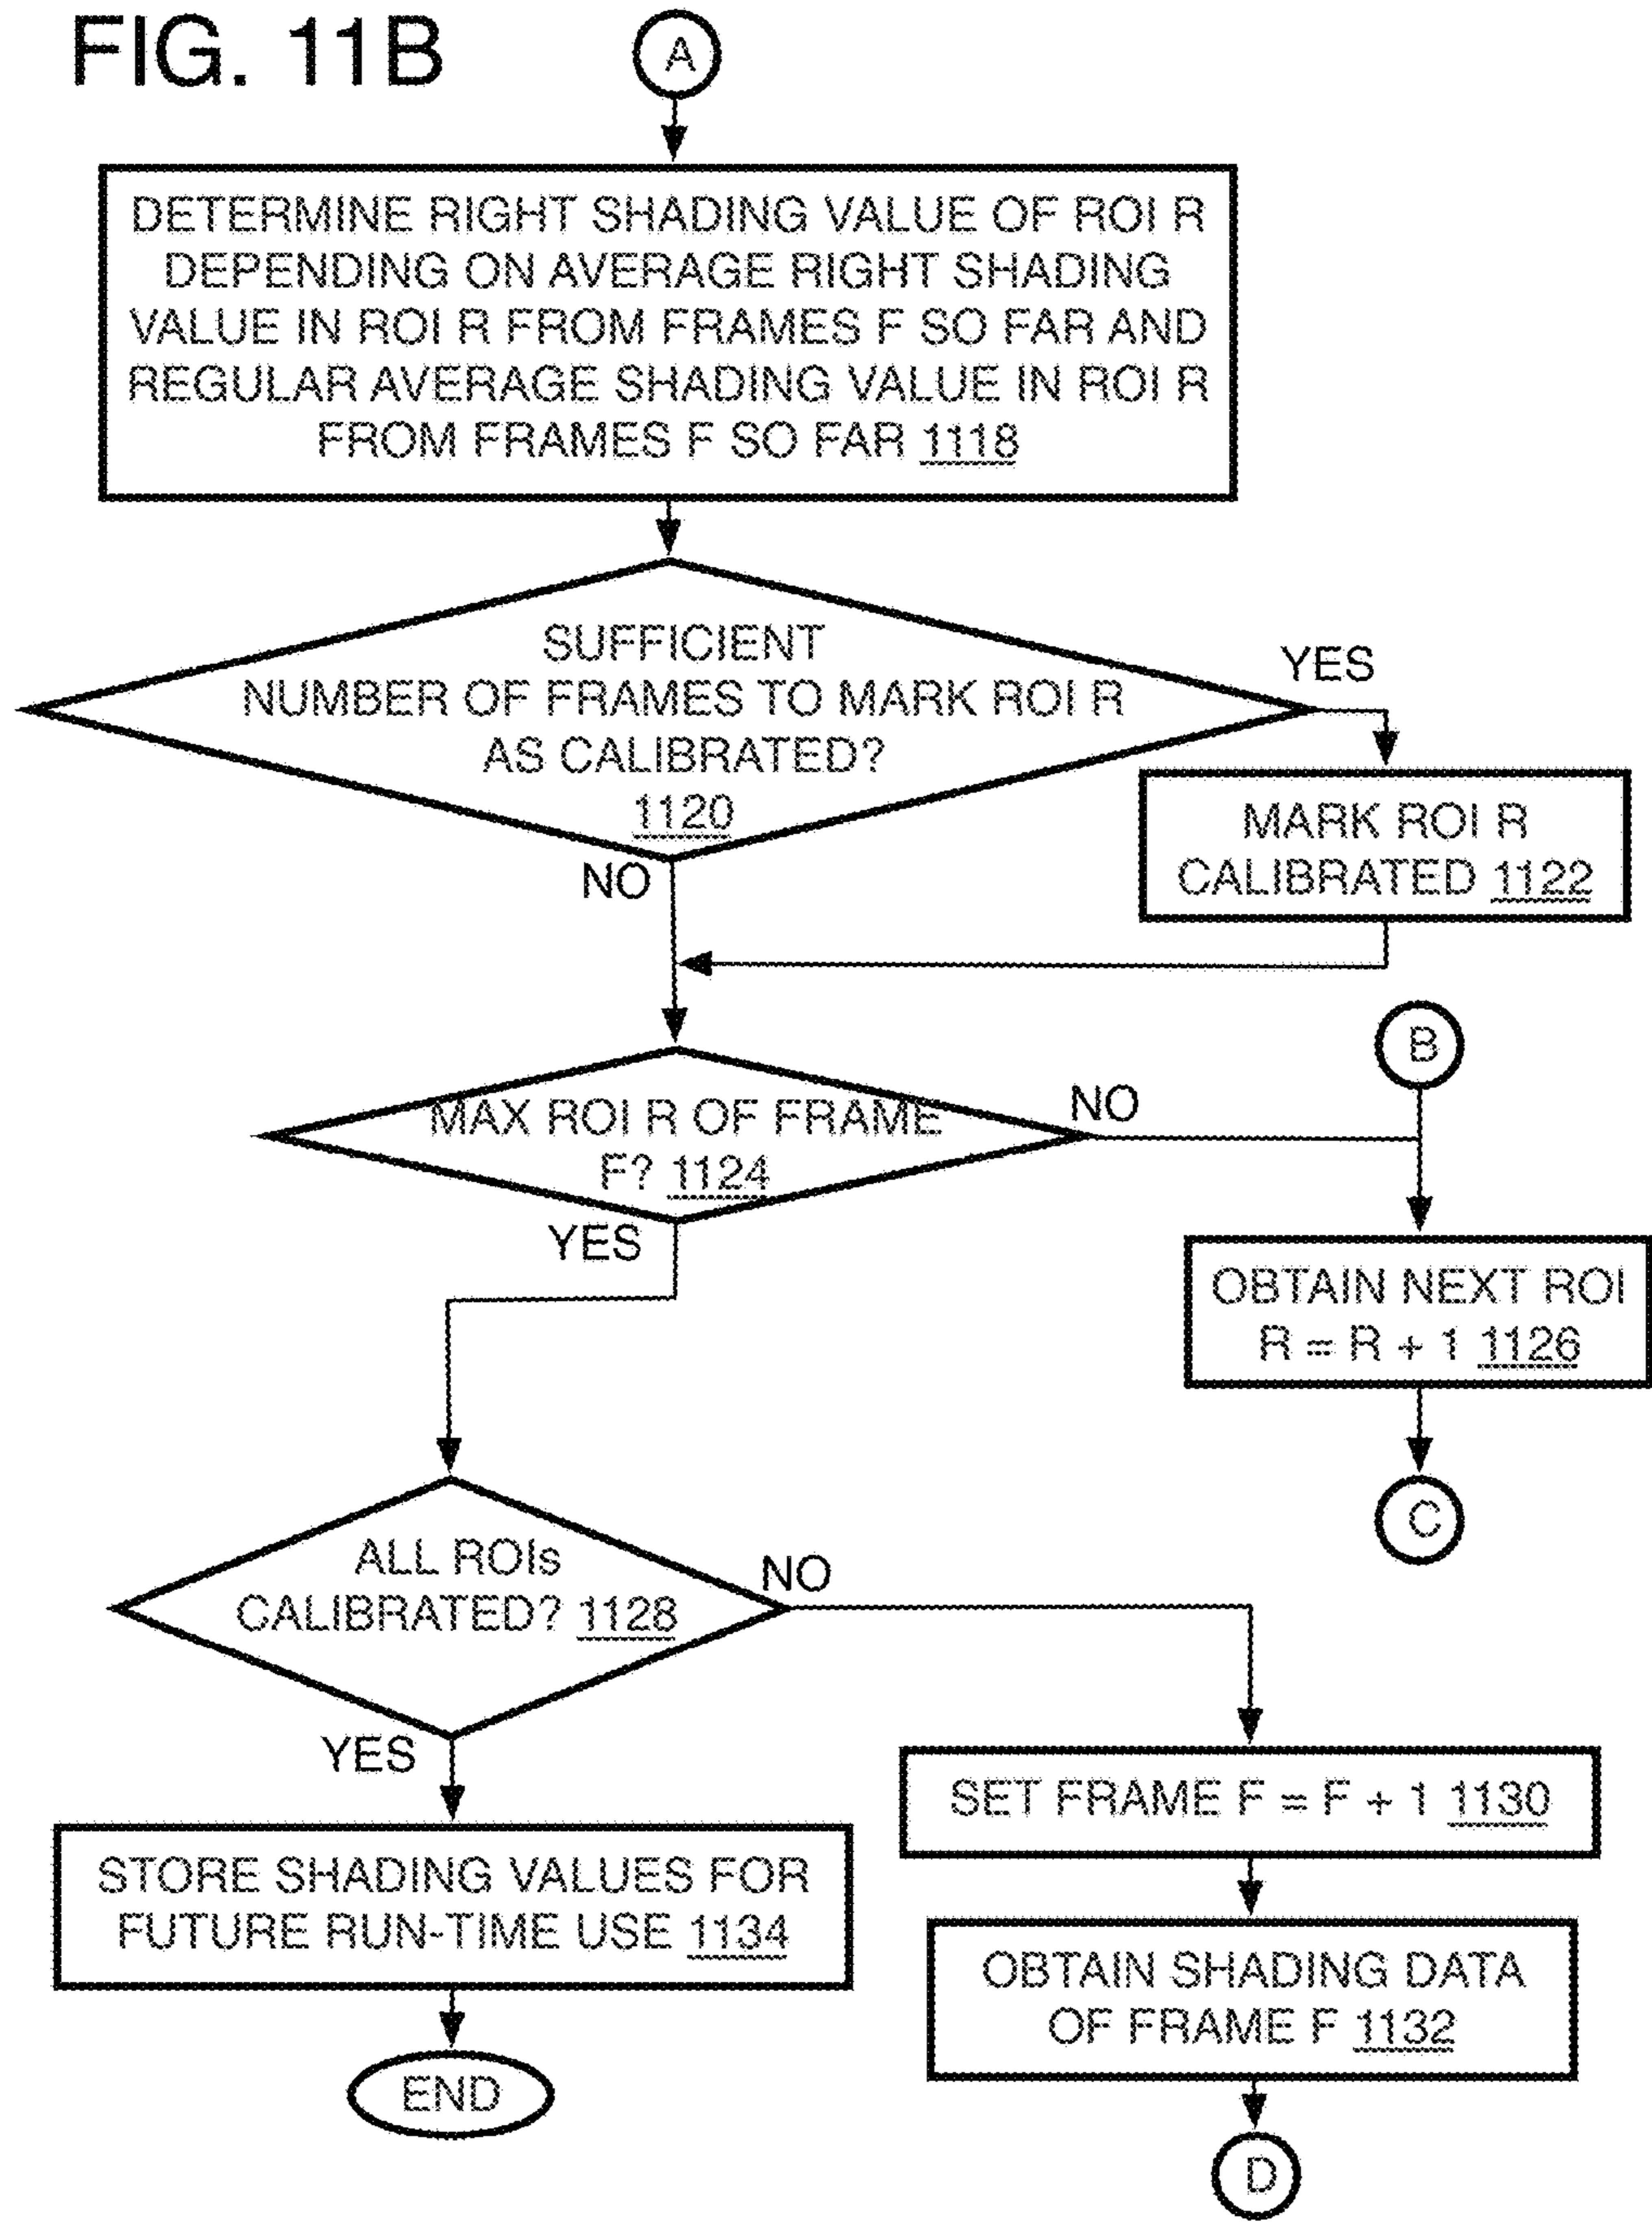 FIG. 11B
A
DETERMINE RIGHT SHADING VALUE OF ROI R
DEPENDING ON AVERAGE RIGHT SHADING
VALUE IN ROI R FROM FRAMES F SO FAR AND
REGULAR AVERAGE SHADING VALUE IN ROI R
FROM FRAMES F SO FAR 1118
SUFFICIENT
NUMBER OF FRAMES TO MARK ROI R
AS CALIBRATED?
1120
YES
MARK ROI R
CALIBRATED 1122
NO
B
MAX ROI R OF FRAME
F? 1124
NO
YES
OBTAIN NEXT ROI
R = R + 1 1126
C
ALL ROIs
CALIBRATED? 1128
NO
YES
SET FRAME F = F + 1 1130
STORE SHADING VALUES FOR
FUTURE RUN-TIME USE 1134
OBTAIN SHADING DATA
OF FRAME F 1132
END
D